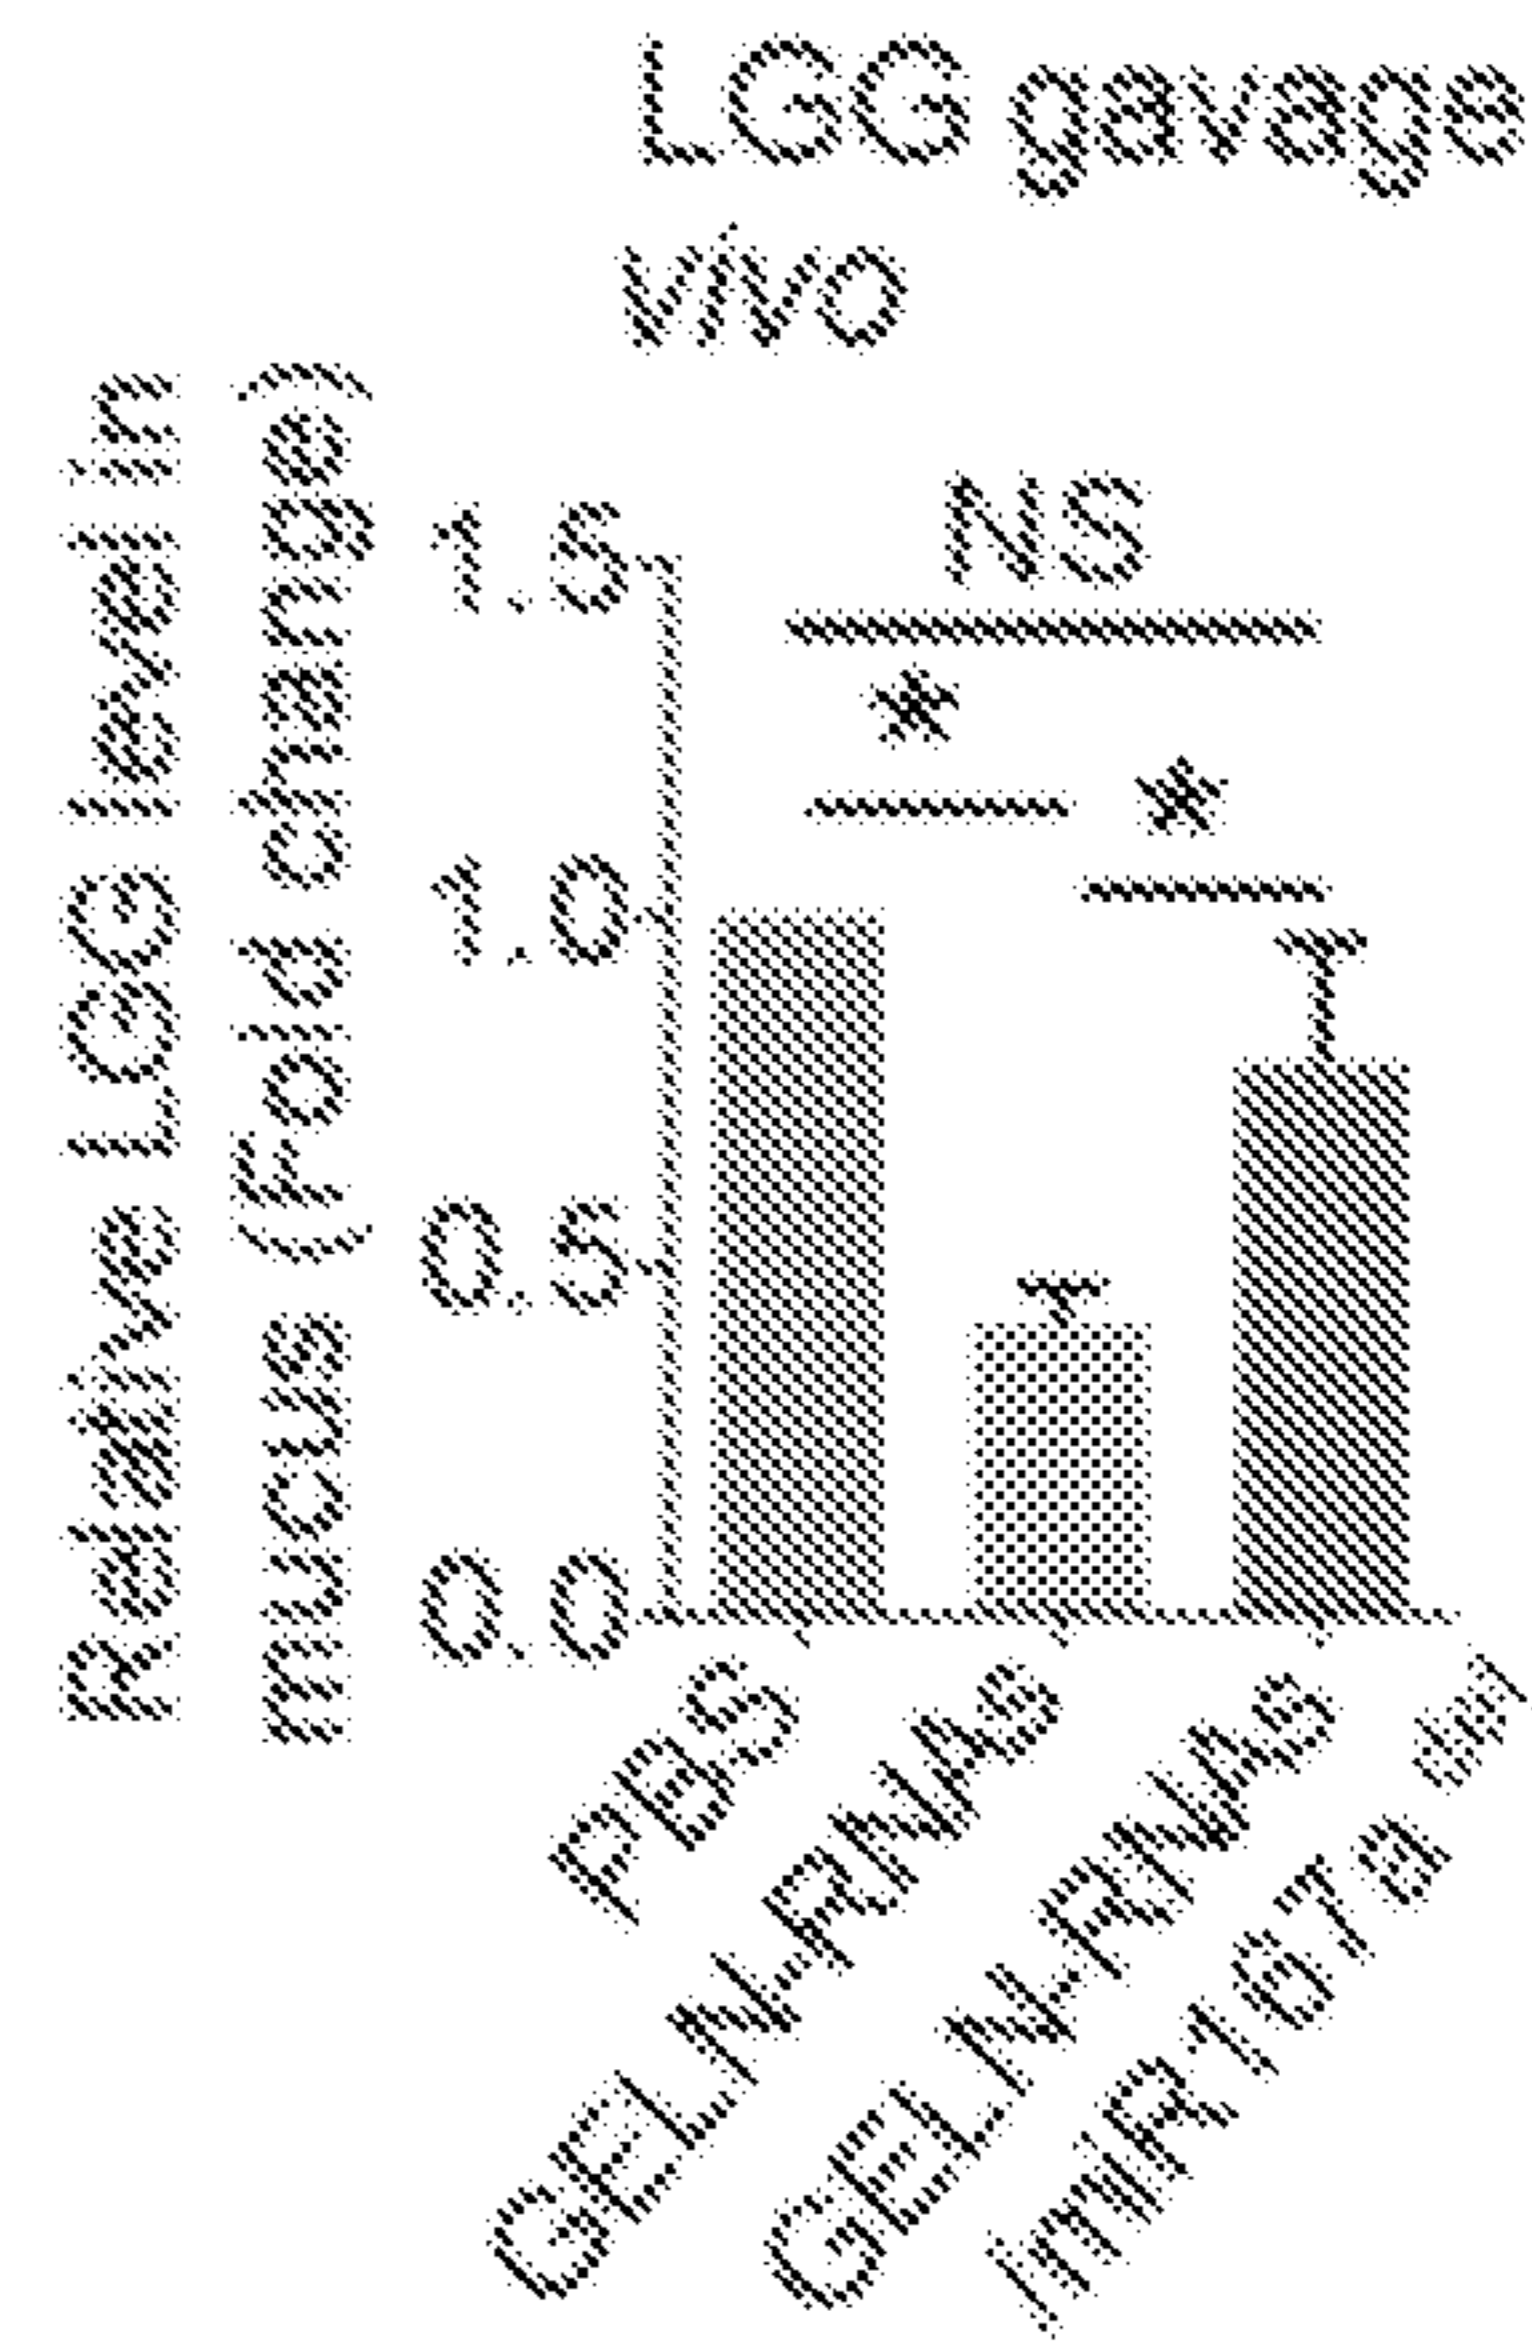 LGG gavage
vivo
Relative LGG level in
mucus (Fold change)
1.5
1.0
0.5
0.0
NS
*
*
PBS
GELN-RNAs
GELN-RNAs
miR167a